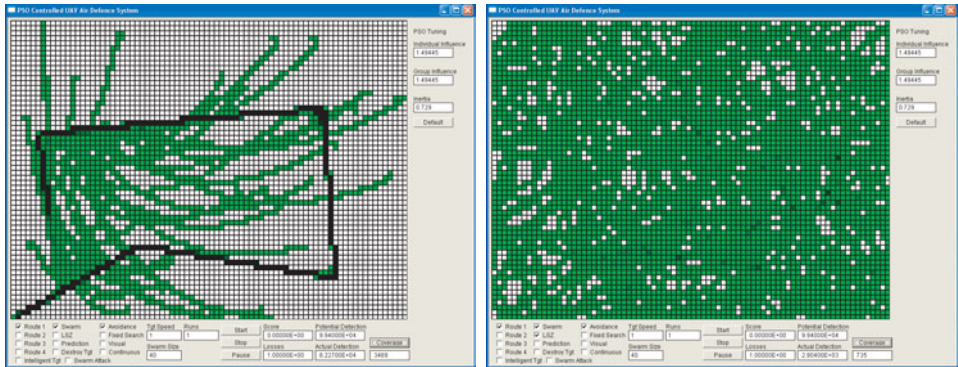 PSO Controlled UAV Air Defence System
PSO Tuning
Individual Influence
1.49445
Group Influence
1.49445
Inertia
0.729
Default
Route 1 Swarm Avoidance Tgt Speed Runs
Route 2 LSZ Fixed Search 1 1
Route 3 Prediction Visual Swarm Size
Route 4 Destroy Tgt Continuous 40
Intelligent Tgt Swarm Attack
Start
Stop
Pause
Score Potential Detection
0.00000E+00 9.94000E+04
Losses Actual Detection Coverage
1.00000E+00 8.22700E+04 3489
PSO Controlled UAV Air Defence System
PSO Tuning
Individual Influence
1.49445
Group Influence
1.49445
Inertia
0.729
Default
Route 1 Swarm Avoidance Tgt Speed Runs
Route 2 LSZ Fixed Search 1 1
Route 3 Prediction Visual Swarm Size
Route 4 Destroy Tgt Continuous 40
Intelligent Tgt Swarm Attack
Start
Stop
Pause
Score Potential Detection
0.00000E+00 9.94000E+04
Losses Actual Detection Coverage
1.00000E+00 2.90400E+03 735